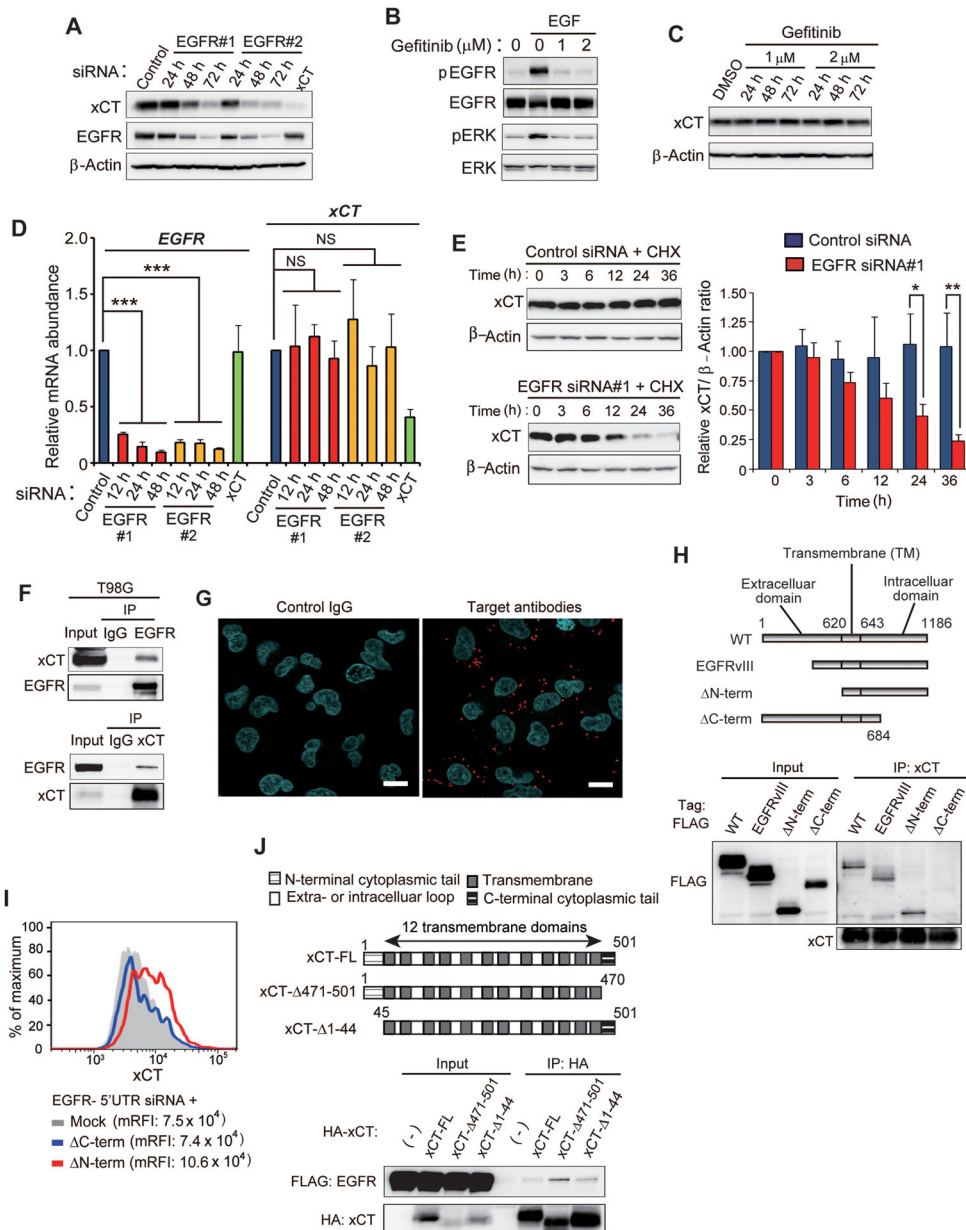 A
EGFR#1 EGFR#2
siRNA : Control 24 h 48 h 72 h 24 h 48 h 72 h xCT
xCT
EGFR
β-Actin
B
EGF
Gefitinib (μM) 0 0 1 2
pEGFR
EGFR
pERK
ERK
C
Gefitinib
1 μM 2 μM
DMSO 24 h 48 h 72 h 24 h 48 h 72 h
xCT
β-Actin
D
EGFR
xCT
NS
NS
***
***
Relative mRNA abundance
2.0
1.5
1.0
0.5
0
siRNA : Control 12 h 24 h 48 h 12 h 24 h 48 h xCT Control 12 h 24 h 48 h 12 h 24 h 48 h xCT
EGFR #1 EGFR #2 EGFR #1 EGFR #2
E
Control siRNA + CHX
Time (h) 0 3 6 12 24 36
xCT
β-Actin
EGFR siRNA#1 + CHX
Time (h) 0 3 6 12 24 36
xCT
β-Actin
Control siRNA
EGFR siRNA#1
* **
Relative xCT/ β - Actin ratio
1.50
1.25
1.00
0.75
0.50
0.25
0
0 3 6 12 24 36
Time (h)
F
T98G
IP
Input IgG EGFR
xCT
EGFR
IP
Input IgG xCT
EGFR
xCT
G
Control IgG Target antibodies
H
Transmembrane (TM)
Extracelluar domain
Intracelluar domain
1 620 643 1186
WT
EGFRvIII
ΔN-term
ΔC-term
684
Input IP: xCT
Tag: FLAG
WT EGFRvIII ΔN-term ΔC-term WT EGFRvIII ΔN-term ΔC-term
FLAG
xCT
I
% of maximum
100
80
60
40
20
0
10³ 10⁴ 10⁵
xCT
EGFR- 5'UTR siRNA +
Mock (mRFI: 7.5 x 10⁴)
ΔC-term (mRFI: 7.4 x 10⁴)
ΔN-term (mRFI: 10.6 x 10⁴)
J
N-terminal cytoplasmic tail Transmembrane
Extra- or intracelluar loop C-terminal cytoplasmic tail
1 12 transmembrane domains 501
xCT-FL
1 470
xCT-Δ471-501
45 501
xCT-Δ1-44
Input IP: HA
HA-xCT: (-) xCT-FL xCT-Δ471-501 xCT-Δ1-44 (-) xCT-FL xCT-Δ471-501 xCT-Δ1-44
FLAG: EGFR
HA: xCT